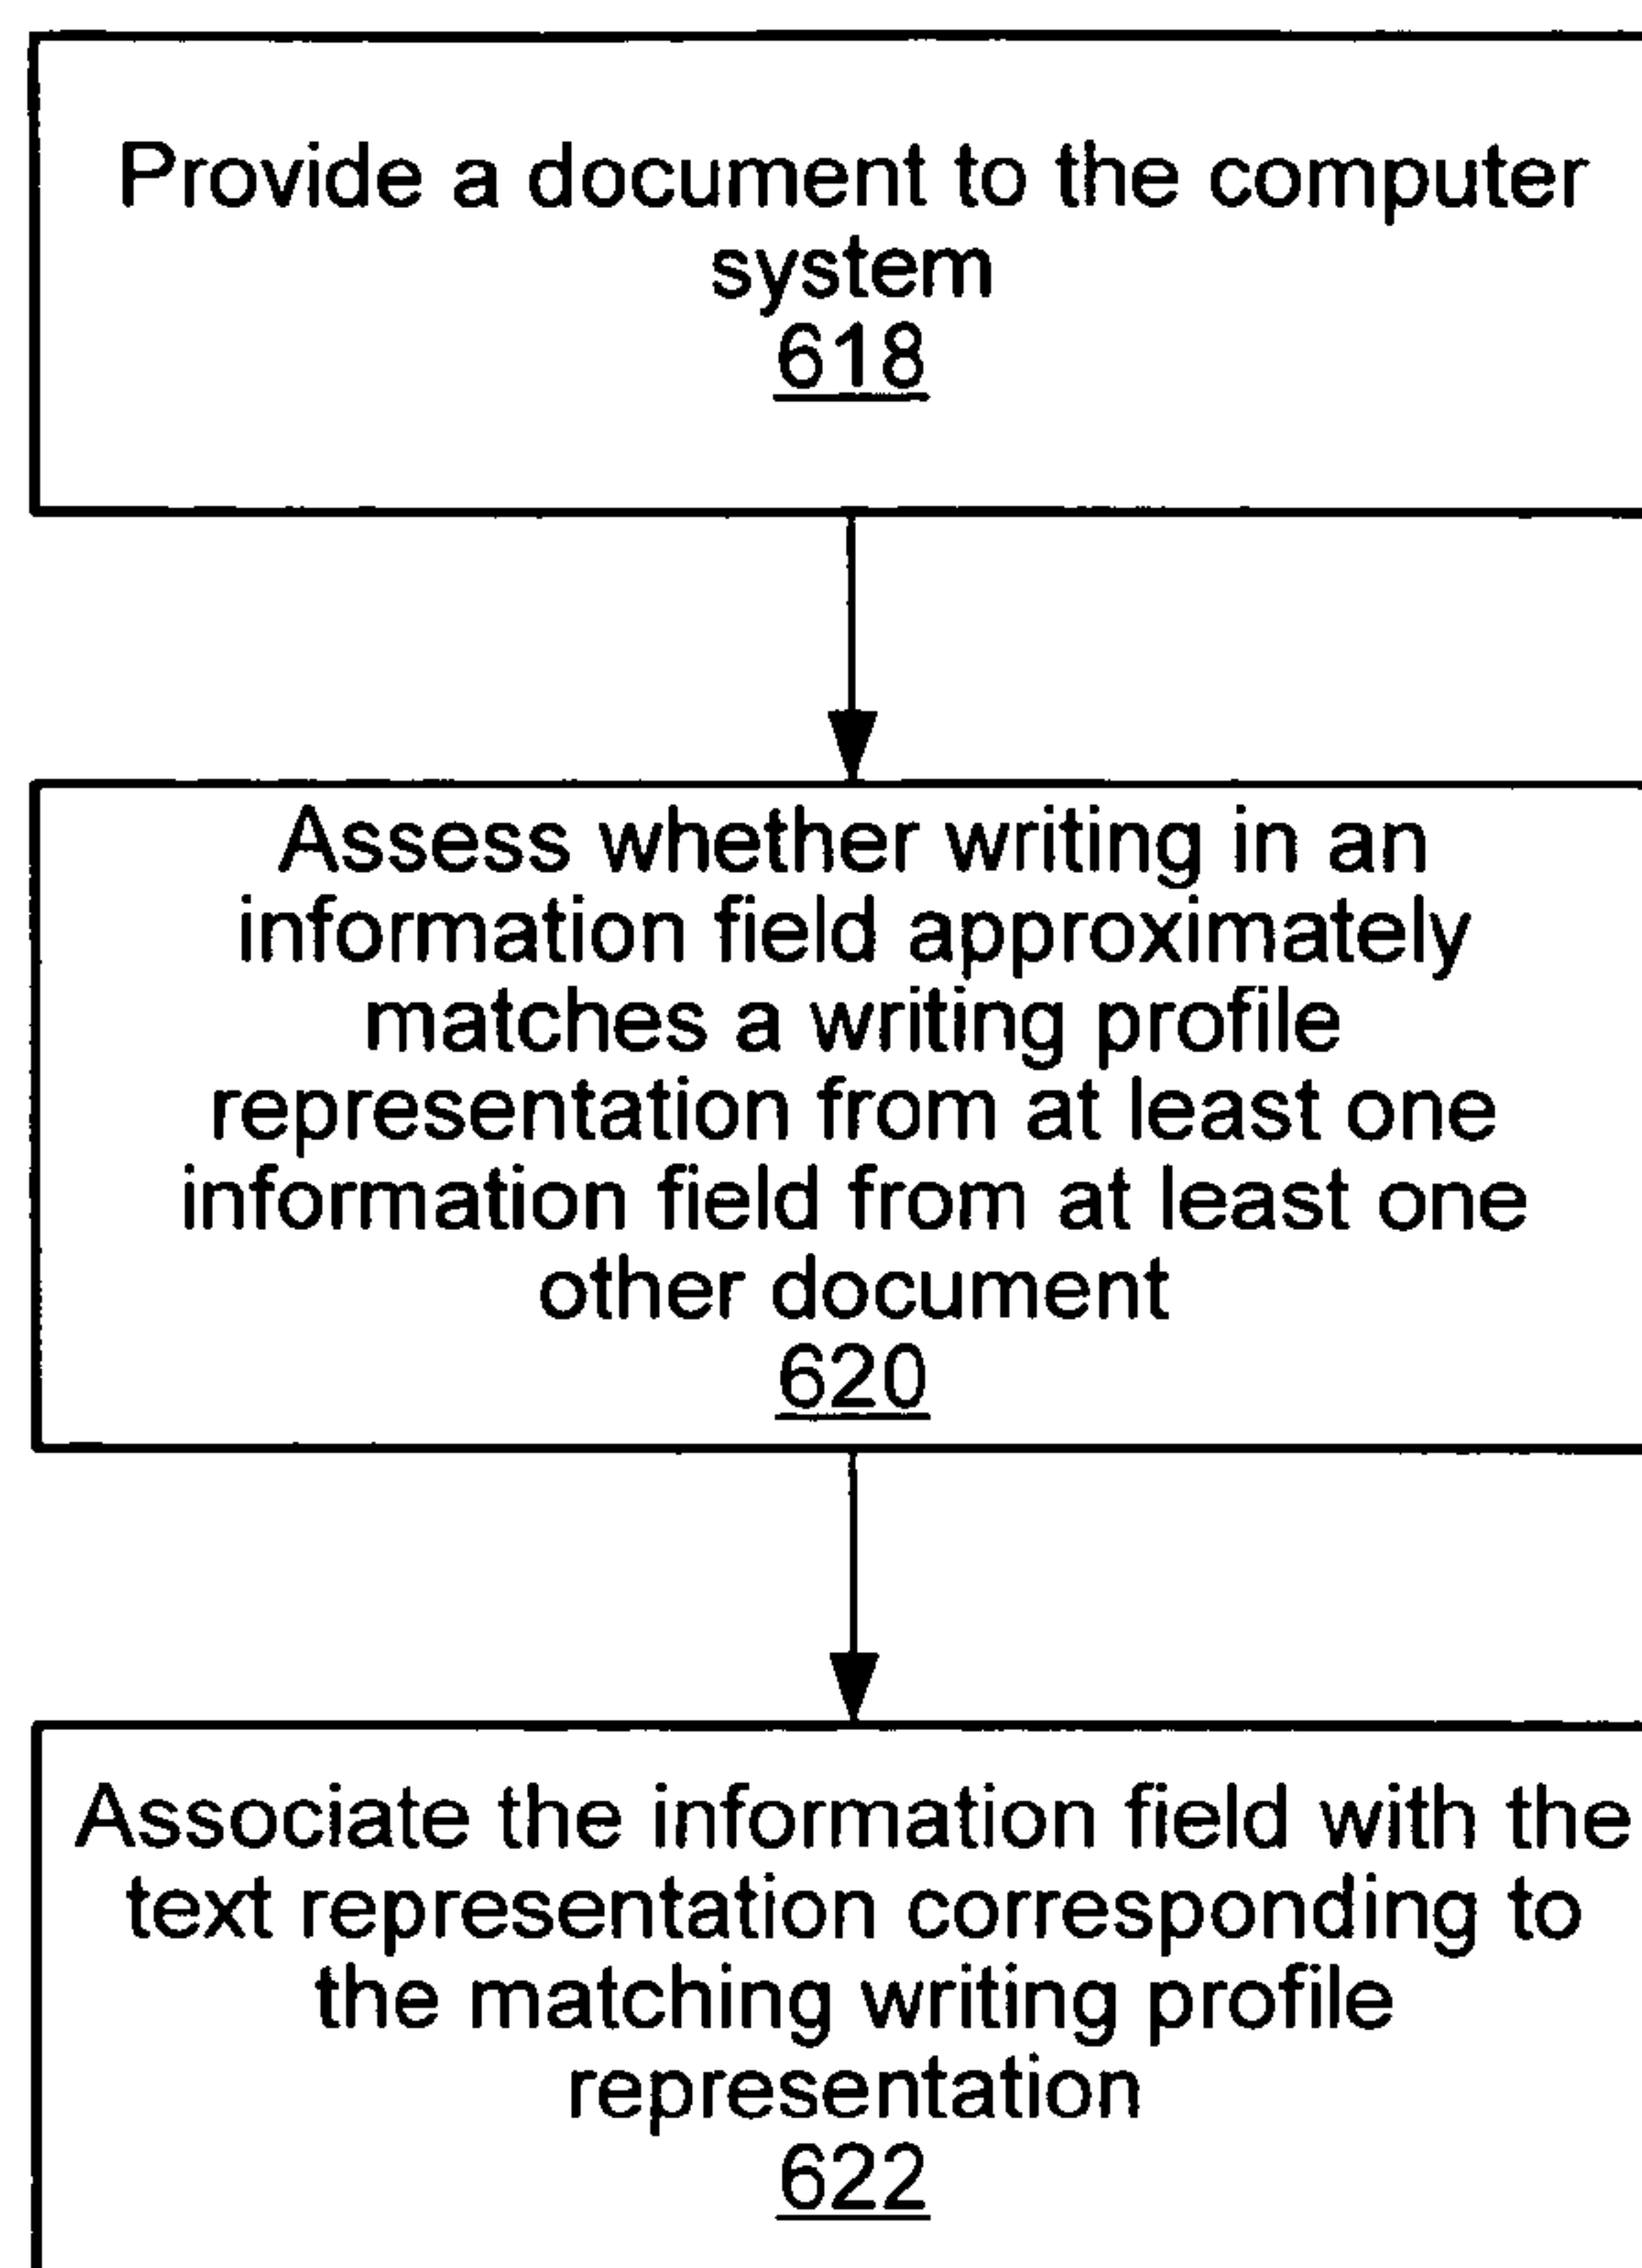 Provide a document to the computer
system
618
Assess whether writing in an
information field approximately
matches a writing profile
representation from at least one
information field from at least one
other document
620
Associate the information field with the
text representation corresponding to
the matching writing profile
representation
622